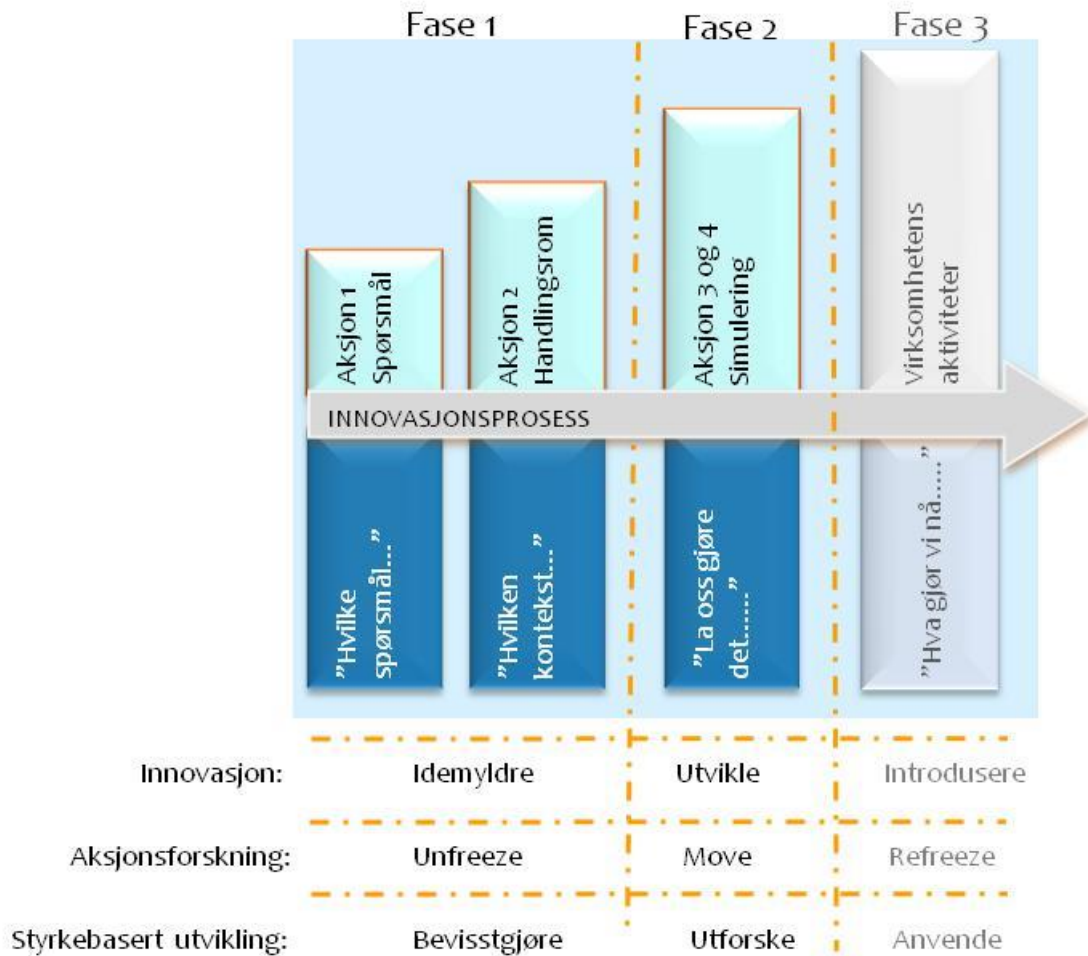 Fase 1
Fase 2
Fase 3
Aksjon 1
Spørsmål
Aksjon 2
Handlingsrom
Aksjon 3 og 4
Simulering
Virksomhetens
aktiviteter
INNOVASJONSPROSESS
”Hvilke
spørsmål...”
”Hvilken
kontekst...”
”La oss gjøre
det......”
”Hva gjør vi nå.....”
Innovasjon: Idemyldre Utvikle Introdusere
Aksjonsforskning: Unfreeze Move Refreeze
Styrkebasert utvikling: Bevisstgjøre Utforske Anvende